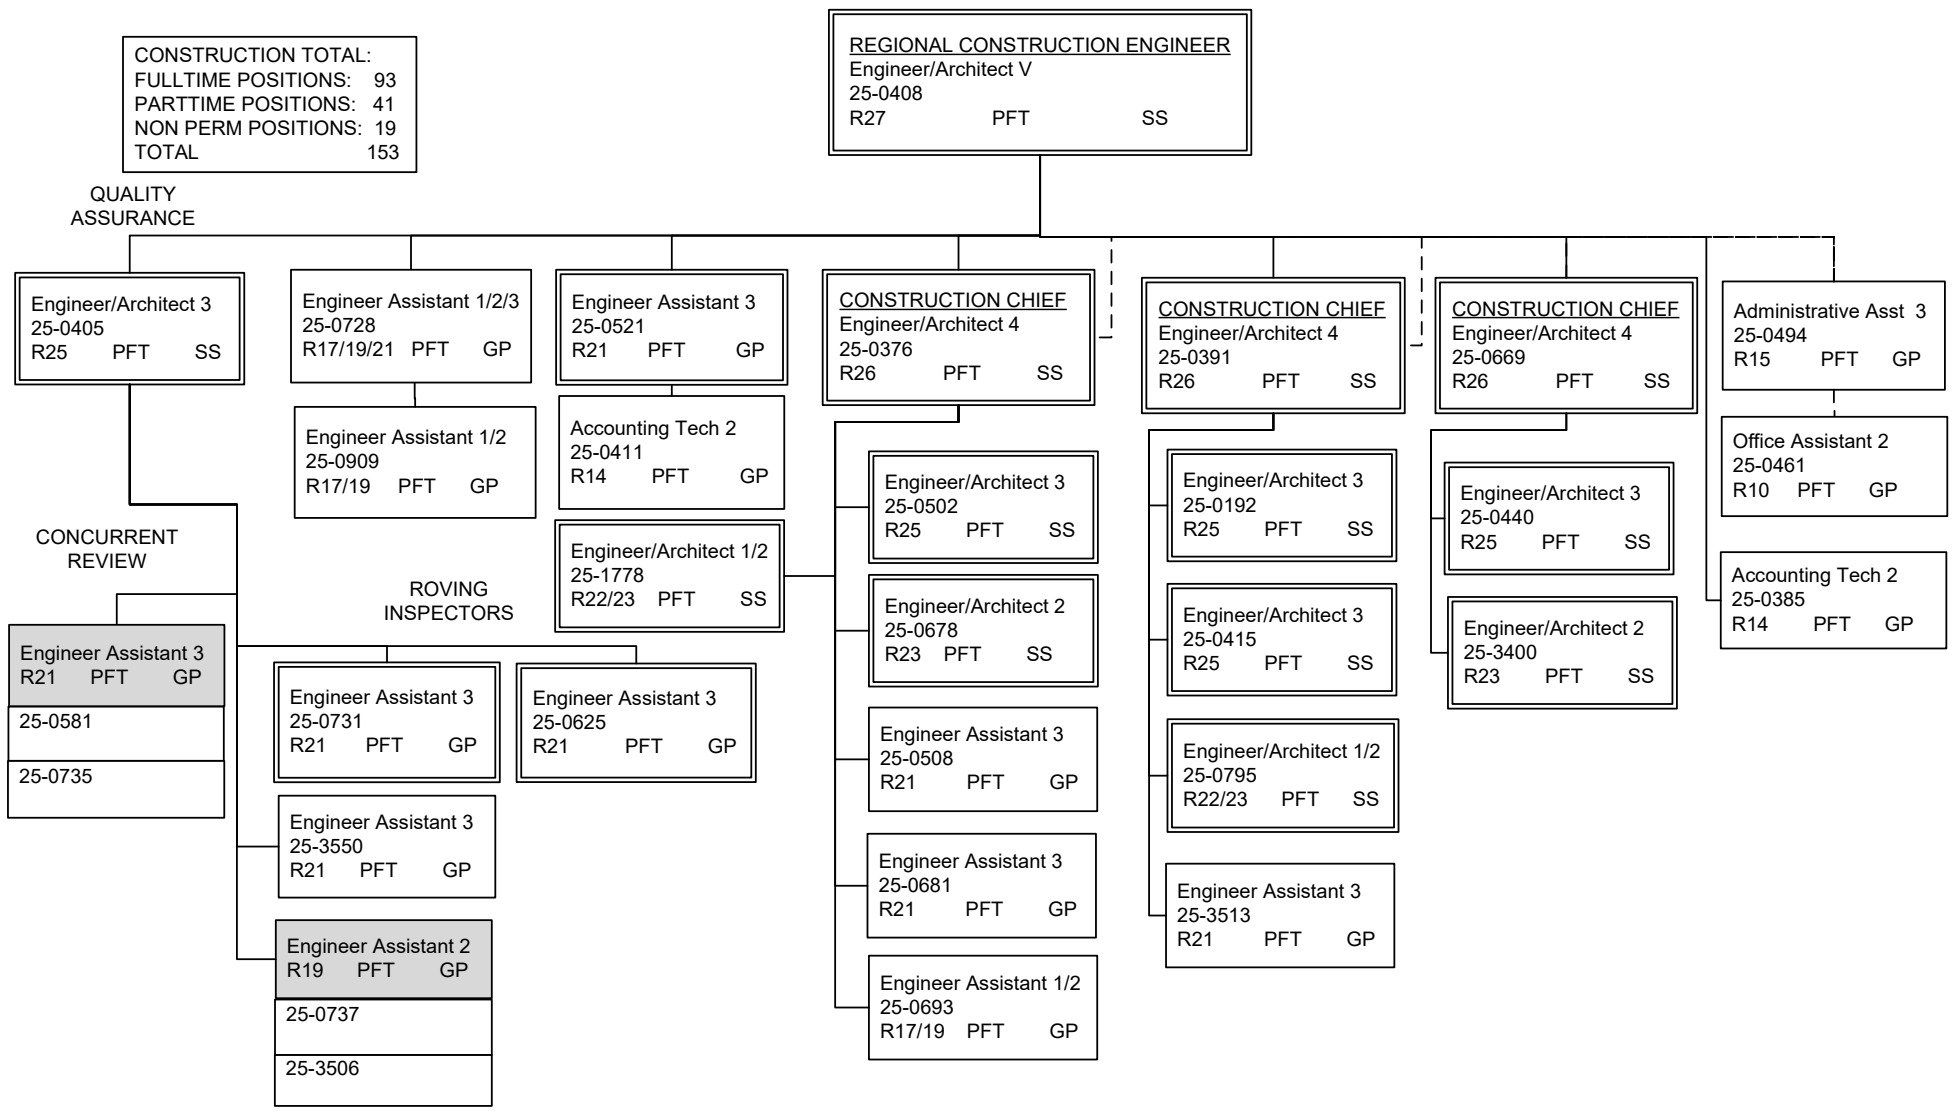 CONSTRUCTION TOTAL:
FULLTIME POSITIONS: 93
PARTTIME POSITIONS: 41
NON PERM POSITIONS: 19
TOTAL 153
REGIONAL CONSTRUCTION ENGINEER
Engineer/Architect V
25-0408
R27 PFT SS
QUALITY
ASSURANCE
Engineer/Architect 3
25-0405
R25 PFT SS
Engineer Assistant 1/2/3
25-0728
R17/19/21 PFT GP
Engineer Assistant 1/2
25-0909
R17/19 PFT GP
Engineer Assistant 3
25-0521
R21 PFT GP
Accounting Tech 2
25-0411
R14 PFT GP
Engineer/Architect 1/2
25-1778
R22/23 PFT SS
CONSTRUCTION CHIEF
Engineer/Architect 4
25-0376
R26 PFT SS
CONSTRUCTION CHIEF
Engineer/Architect 4
25-0391
R26 PFT SS
CONSTRUCTION CHIEF
Engineer/Architect 4
25-0669
R26 PFT SS
Administrative Asst 3
25-0494
R15 PFT GP
Office Assistant 2
25-0461
R10 PFT GP
Accounting Tech 2
25-0385
R14 PFT GP
CONCURRENT
REVIEW
Engineer Assistant 3
R21 PFT GP
25-0581
25-0735
ROVING
INSPECTORS
Engineer Assistant 3
25-0731
R21 PFT GP
Engineer Assistant 3
25-0625
R21 PFT GP
Engineer Assistant 3
25-3550
R21 PFT GP
Engineer Assistant 2
R19 PFT GP
25-0737
25-3506
Engineer/Architect 3
25-0502
R25 PFT SS
Engineer/Architect 2
25-0678
R23 PFT SS
Engineer Assistant 3
25-0508
R21 PFT GP
Engineer Assistant 3
25-0681
R21 PFT GP
Engineer Assistant 1/2
25-0693
R17/19 PFT GP
Engineer/Architect 3
25-0192
R25 PFT SS
Engineer/Architect 3
25-0415
R25 PFT SS
Engineer/Architect 1/2
25-0795
R22/23 PFT SS
Engineer Assistant 3
25-3513
R21 PFT GP
Engineer/Architect 3
25-0440
R25 PFT SS
Engineer/Architect 2
25-3400
R23 PFT SS